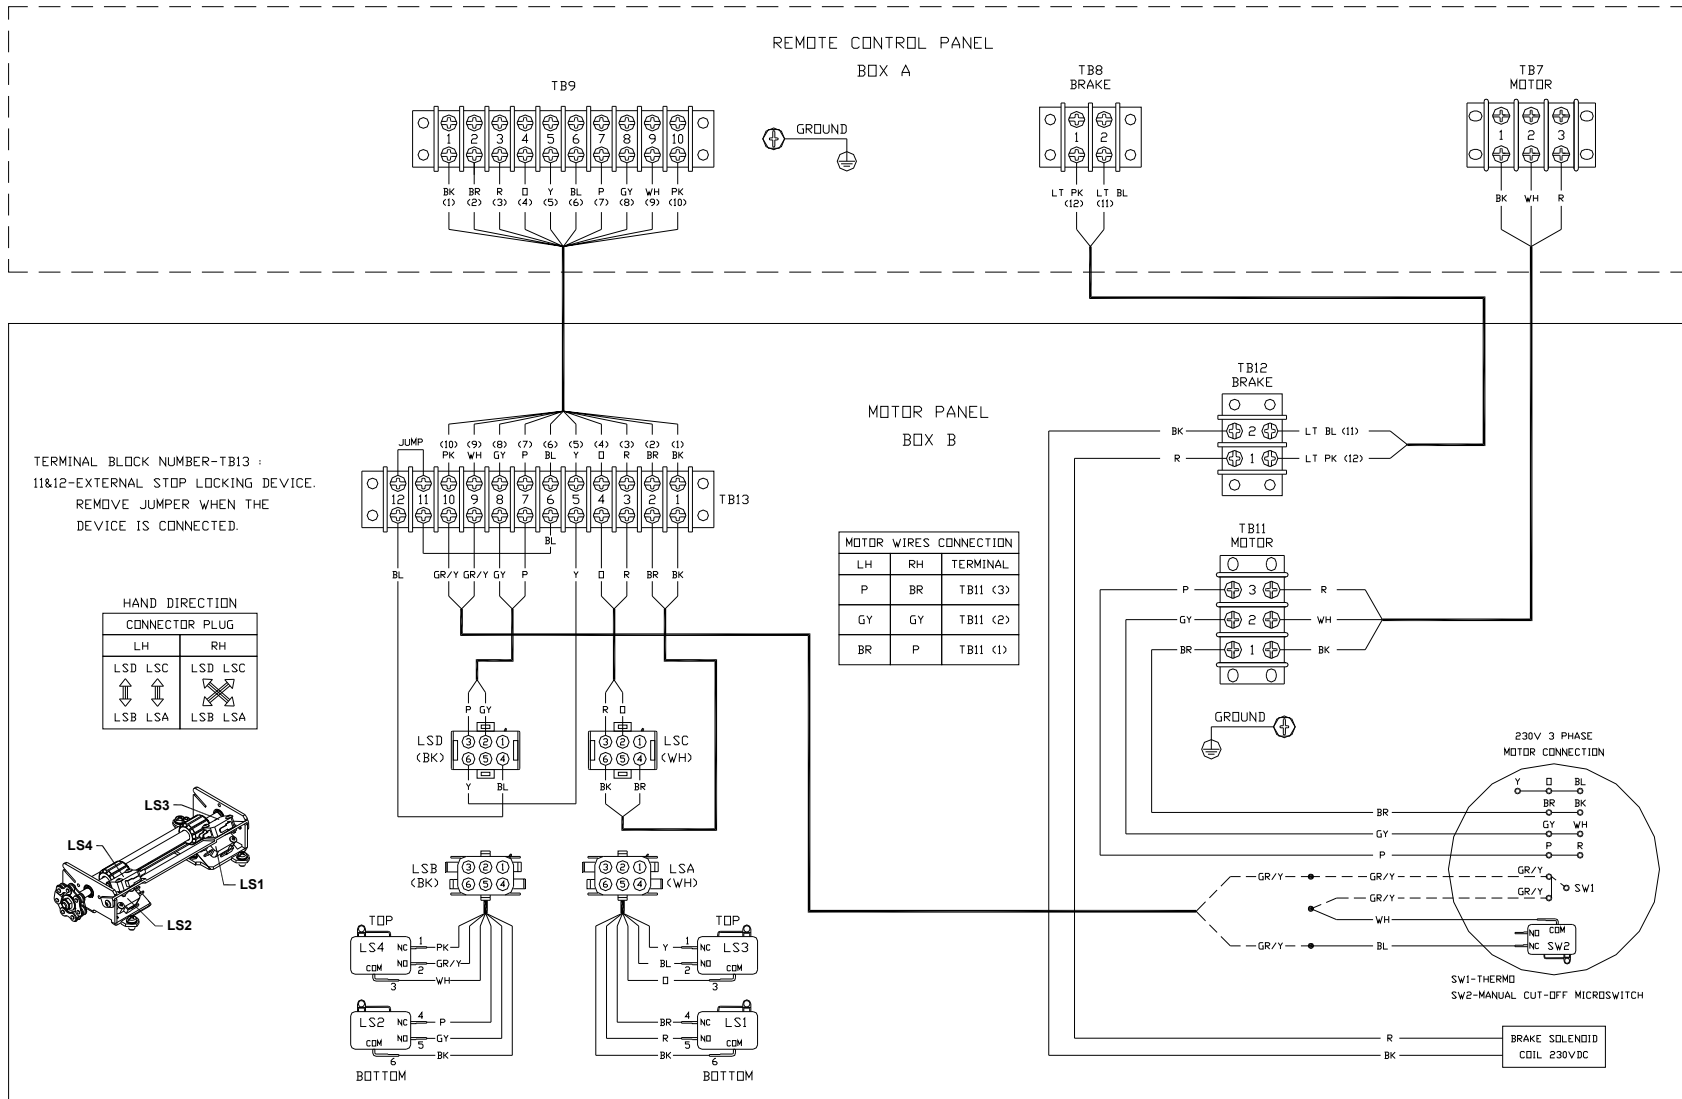 REMOTE CONTROL PANEL
BOX A
TB9
1 2 3 4 5 6 7 8 9 10
BK BR R O Y BL P GY WH PK
(1) (2) (3) (4) (5) (6) (7) (8) (9) (10)
GROUND
TB8
BRAKE
1 2
LT PK LT BL
(12) (11)
TB7
MOTOR
1 2 3
BK WH R
MOTOR PANEL
BOX B
TERMINAL BLOCK NUMBER-TB13 :
11&12-EXTERNAL STOP LOCKING DEVICE.
REMOVE JUMPER WHEN THE
DEVICE IS CONNECTED.
JUMP (10) (9) (8) (7) (6) (5) (4) (3) (2) (1)
PK WH GY P BL Y O R BR BK
12 11 10 9 8 7 6 5 4 3 2 1
TB13
BL
BL GR/Y GR/Y GY P Y O R BR BK
HAND DIRECTION
CONNECTOR PLUG
LH RH
LSD LSC LSD LSC
LSB LSA LSB LSA
MOTOR WIRES CONNECTION
LH RH TERMINAL
P BR TB11 (3)
GY GY TB11 (2)
BR P TB11 (1)
TB12
BRAKE
BK 2 LT BL (11)
R 1 LT PK (12)
TB11
MOTOR
P 3 R
GY 2 WH
BR 1 BK
GROUND
P GY
LSD
(BK)
3 2 1
6 5 4
Y BL
R O
3 2 1
6 5 4
LSC
(WH)
BK BR
LS3
LS4
LS1
LS2
LSB
(BK)
3 2 1
6 5 4
3 2 1
6 5 4
LSA
(WH)
TOP
LS4 NC 1 PK
NO 2 GR/Y
COM 3 WH
LS2 NC 4 P
NO 5 GY
COM 6 BK
BOTTOM
TOP
Y 1 NC LS3
BL 2 NO
O 3 COM
BR 4 NC LS1
R 5 NO
BK 6 COM
BOTTOM
230V 3 PHASE
MOTOR CONNECTION
Y O BL
BR BK
BR
GY WH
GY
P R
P
GR/Y GR/Y GR/Y
SW1
GR/Y GR/Y
WH
NO COM
GR/Y BL NC SW2
SW1-THERMO
SW2-MANUAL CUT-OFF MICROSWITCH
R BRAKE SOLENOID
BK COIL 230VDC